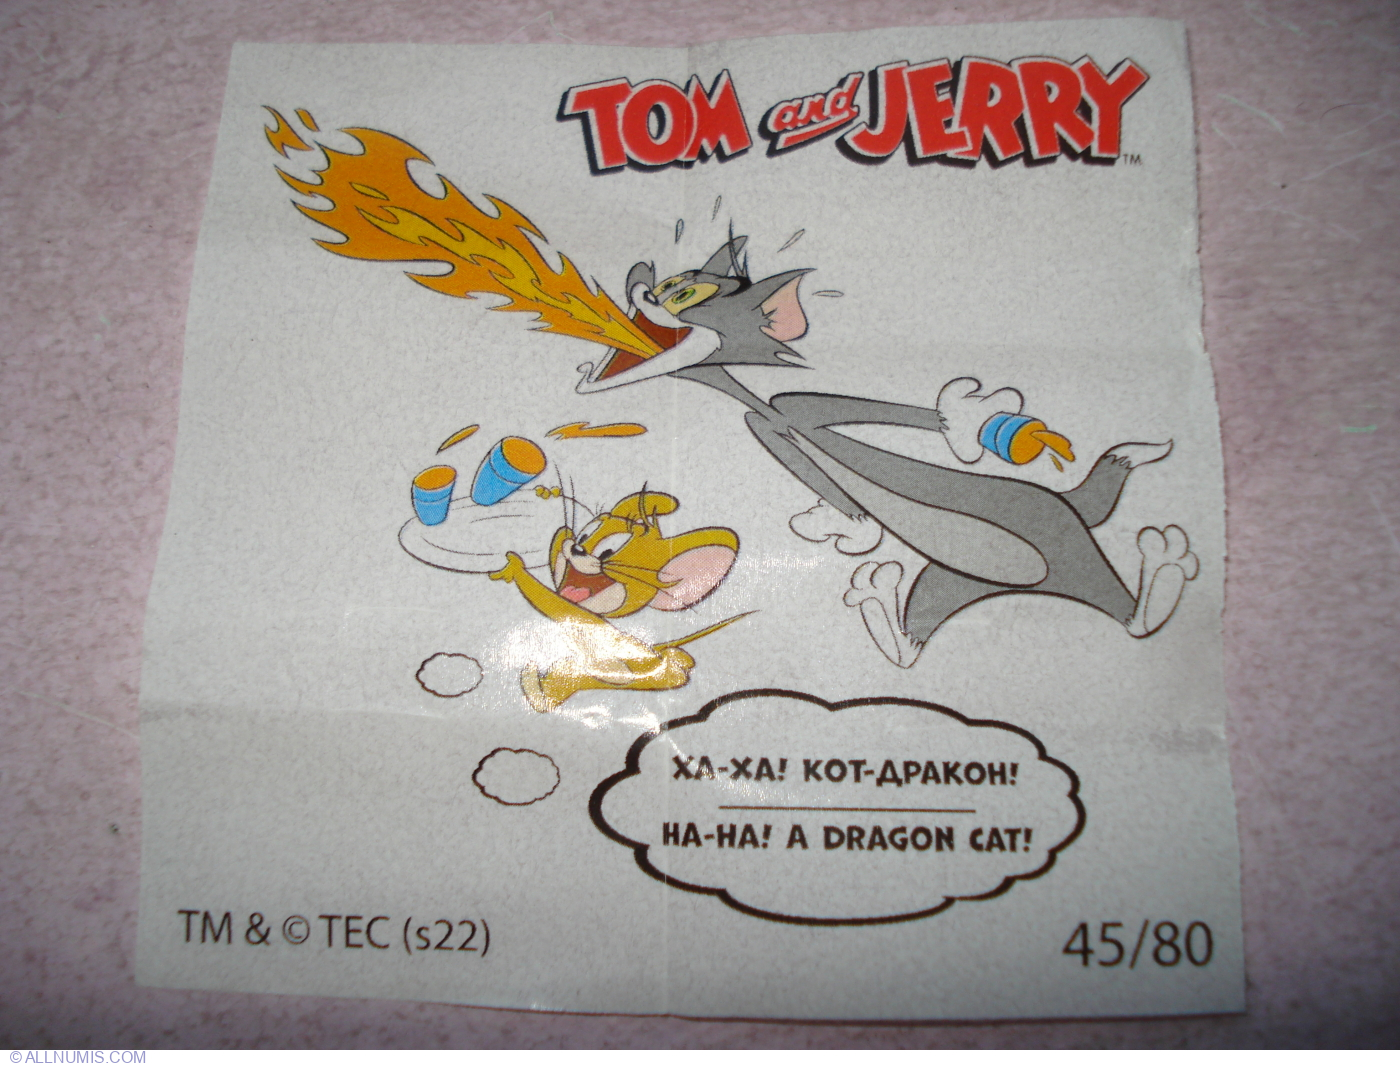 TOM and JERRY TM
ХА-ХА! КОТ-ДРАКОН!
HA-HA! A DRAGON CAT!
TM & © TEC (s22)
45/80
© ALLNUMIS.COM